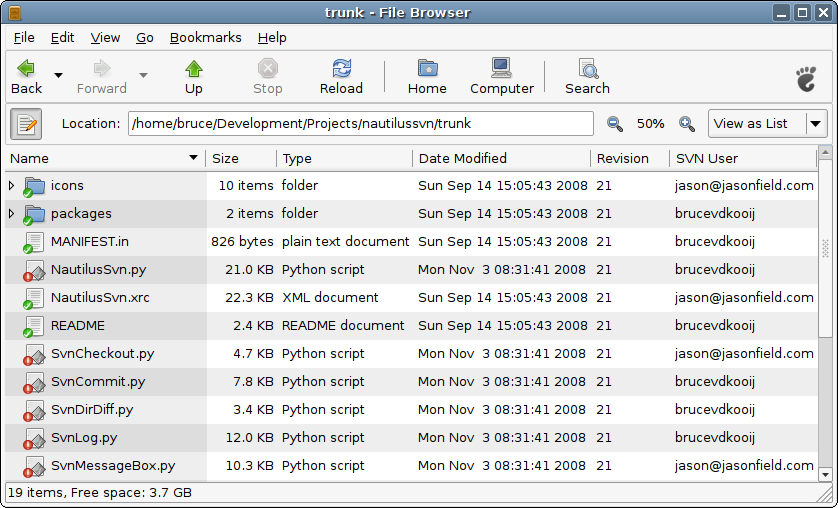 trunk - File Browser
File Edit View Go Bookmarks Help
Back Forward Up Stop Reload Home Computer Search
Location: /home/bruce/Development/Projects/nautilussvn/trunk 50% View as List
Name Size Type Date Modified Revision SVN User
icons 10 items folder Sun Sep 14 15:05:43 2008 21 jason@jasonfield.com
packages 2 items folder Sun Sep 14 15:05:43 2008 21 brucevdkooij
MANIFEST.in 826 bytes plain text document Sun Sep 14 15:05:43 2008 21 brucevdkooij
NautilusSvn.py 21.0 KB Python script Mon Nov 3 08:31:41 2008 21 brucevdkooij
NautilusSvn.xrc 22.3 KB XML document Sun Sep 14 15:05:43 2008 21 jason@jasonfield.com
README 2.4 KB README document Sun Sep 14 15:05:43 2008 21 brucevdkooij
SvnCheckout.py 4.7 KB Python script Mon Nov 3 08:31:41 2008 21 jason@jasonfield.com
SvnCommit.py 7.8 KB Python script Mon Nov 3 08:31:41 2008 21 brucevdkooij
SvnDirDiff.py 3.4 KB Python script Mon Nov 3 08:31:41 2008 21 brucevdkooij
SvnLog.py 12.0 KB Python script Mon Nov 3 08:31:41 2008 21 brucevdkooij
SvnMessageBox.py 10.3 KB Python script Mon Nov 3 08:31:41 2008 21 jason@jasonfield.com
19 items, Free space: 3.7 GB